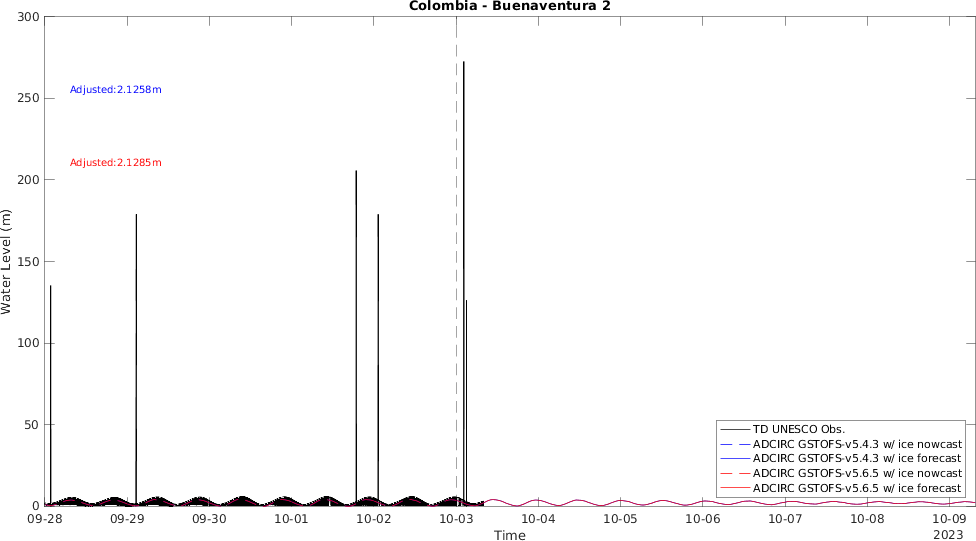 Colombia - Buenaventura 2
300
250
200
150
100
50
0
Water Level (m)
Adjusted:2.1258m
Adjusted:2.1285m
TD UNESCO Obs.
ADCIRC GSTOFS-v5.4.3 w/ ice nowcast
ADCIRC GSTOFS-v5.4.3 w/ ice forecast
ADCIRC GSTOFS-v5.6.5 w/ ice nowcast
ADCIRC GSTOFS-v5.6.5 w/ ice forecast
09-28 09-29 09-30 10-01 10-02 10-03 10-04 10-05 10-06 10-07 10-08 10-09
2023
Time